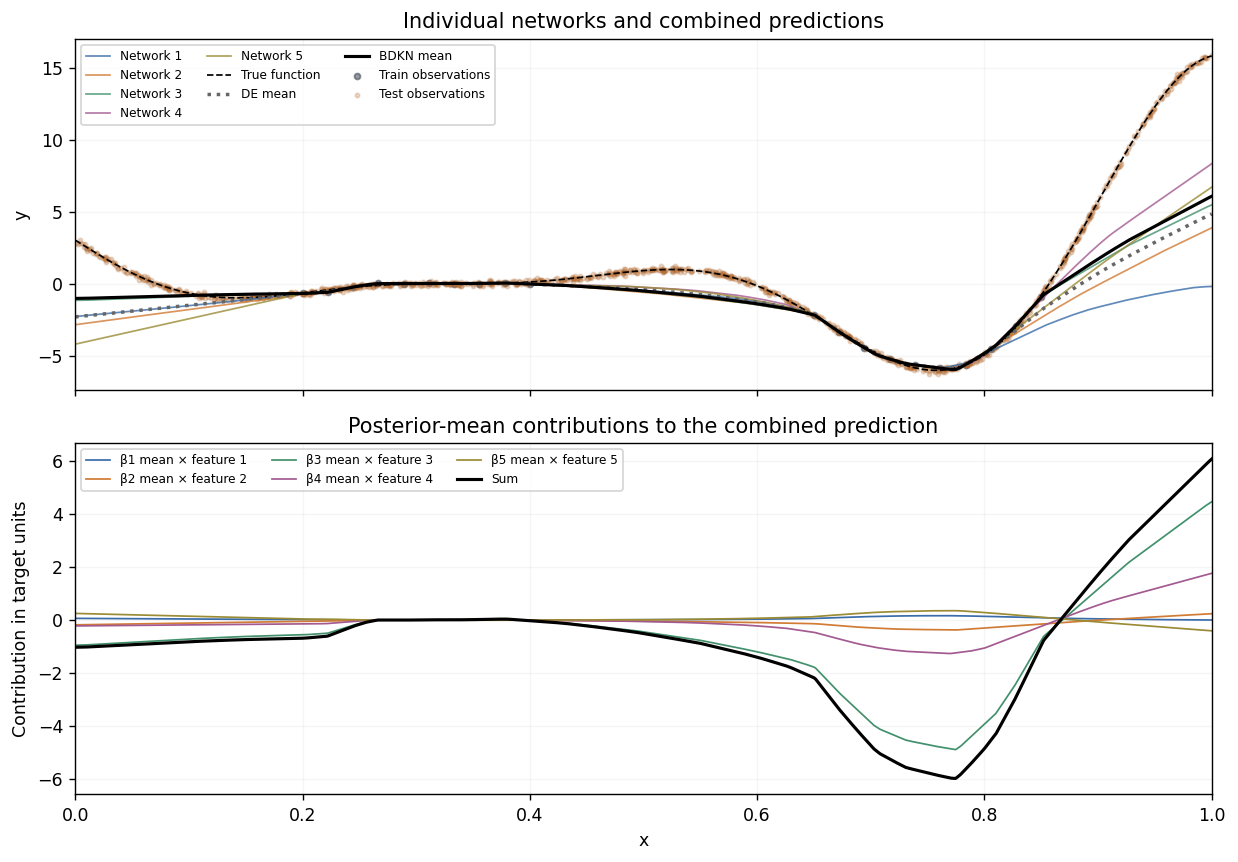 Individual networks and combined predictions
15
10
5
0
−5
y
Network 1
Network 2
Network 3
Network 4
Network 5
True function
DE mean
BDKN mean
Train observations
Test observations
Posterior-mean contributions to the combined prediction
6
4
2
0
−2
−4
−6
Contribution in target units
β1 mean × feature 1
β2 mean × feature 2
β3 mean × feature 3
β4 mean × feature 4
β5 mean × feature 5
Sum
0.0
0.2
0.4
0.6
0.8
1.0
x